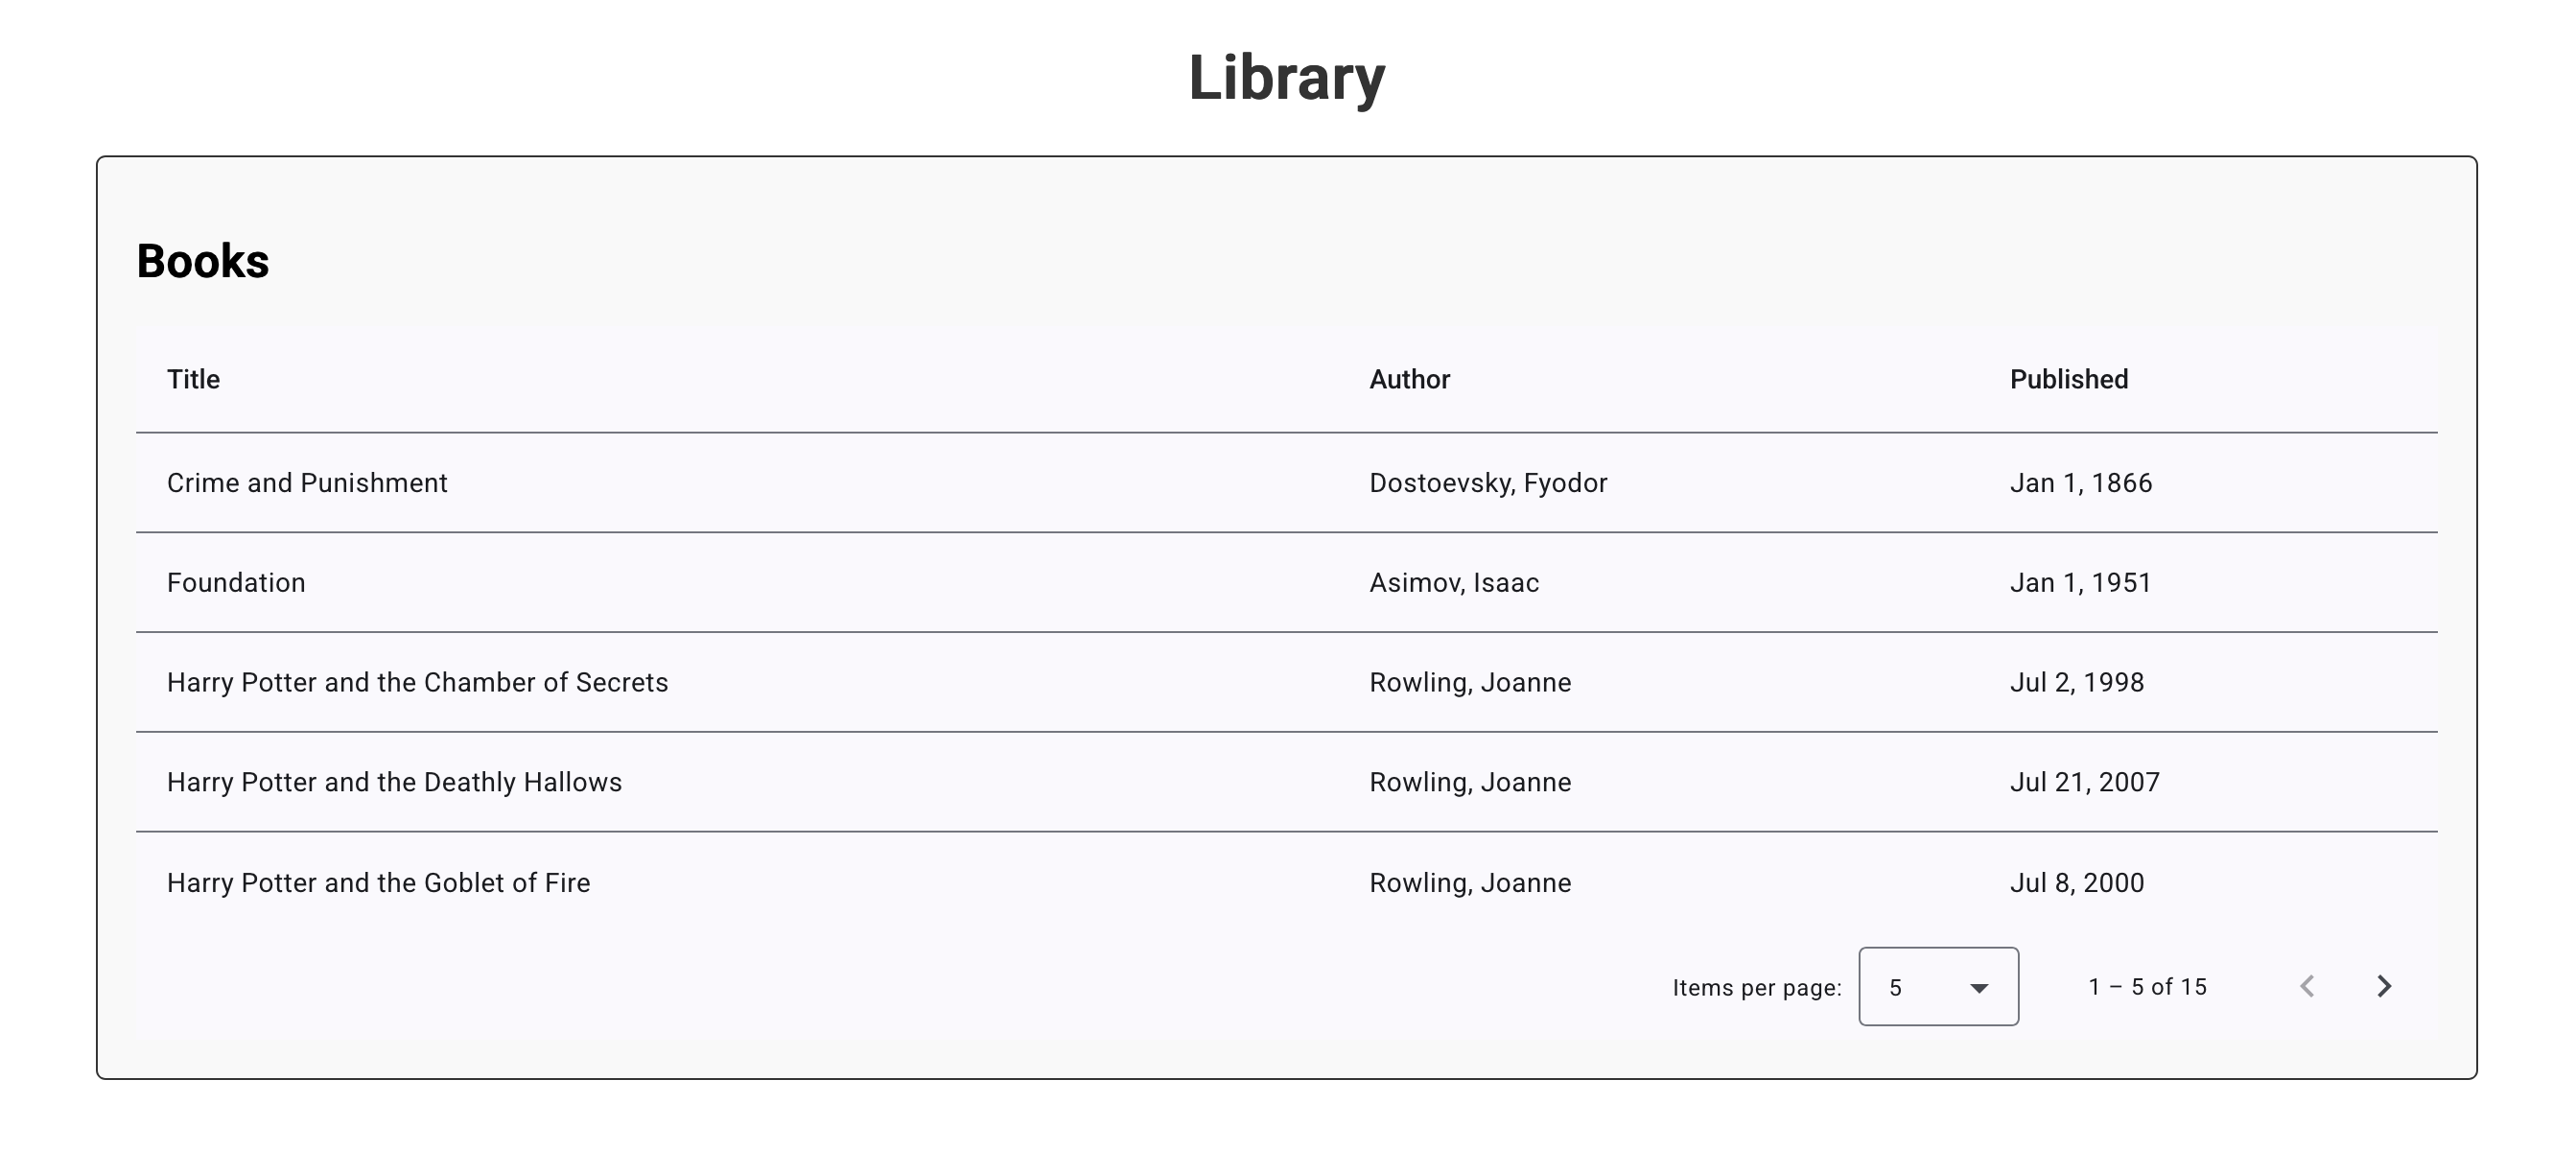 Library
Books
Title Author Published
Crime and Punishment Dostoevsky, Fyodor Jan 1, 1866
Foundation Asimov, Isaac Jan 1, 1951
Harry Potter and the Chamber of Secrets Rowling, Joanne Jul 2, 1998
Harry Potter and the Deathly Hallows Rowling, Joanne Jul 21, 2007
Harry Potter and the Goblet of Fire Rowling, Joanne Jul 8, 2000
Items per page: 5 1 – 5 of 15